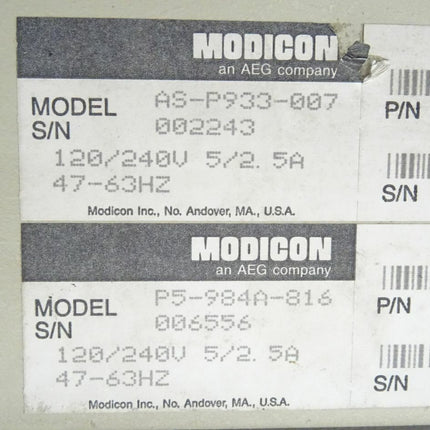 MODICON
an AEG company
MODEL AS-P933-007
S/N 002243
120/240V 5/2.5A
47-63HZ
Modicon Inc., No. Andover, MA., U.S.A.
P/N
S/N
MODICON
an AEG company
MODEL P5-984A-816
S/N 006556
120/240V 5/2.5A
47-63HZ
Modicon Inc., No. Andover, MA., U.S.A.
P/N
S/N